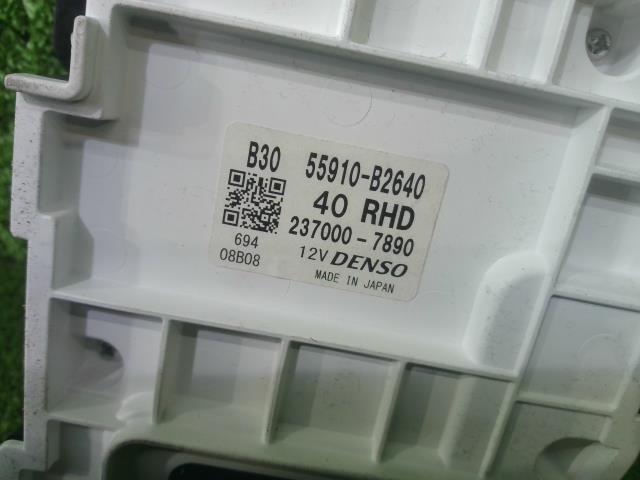 B30 55910-B2640
40 RHD
237000-7890
694
08B08
12V DENSO
MADE IN JAPAN